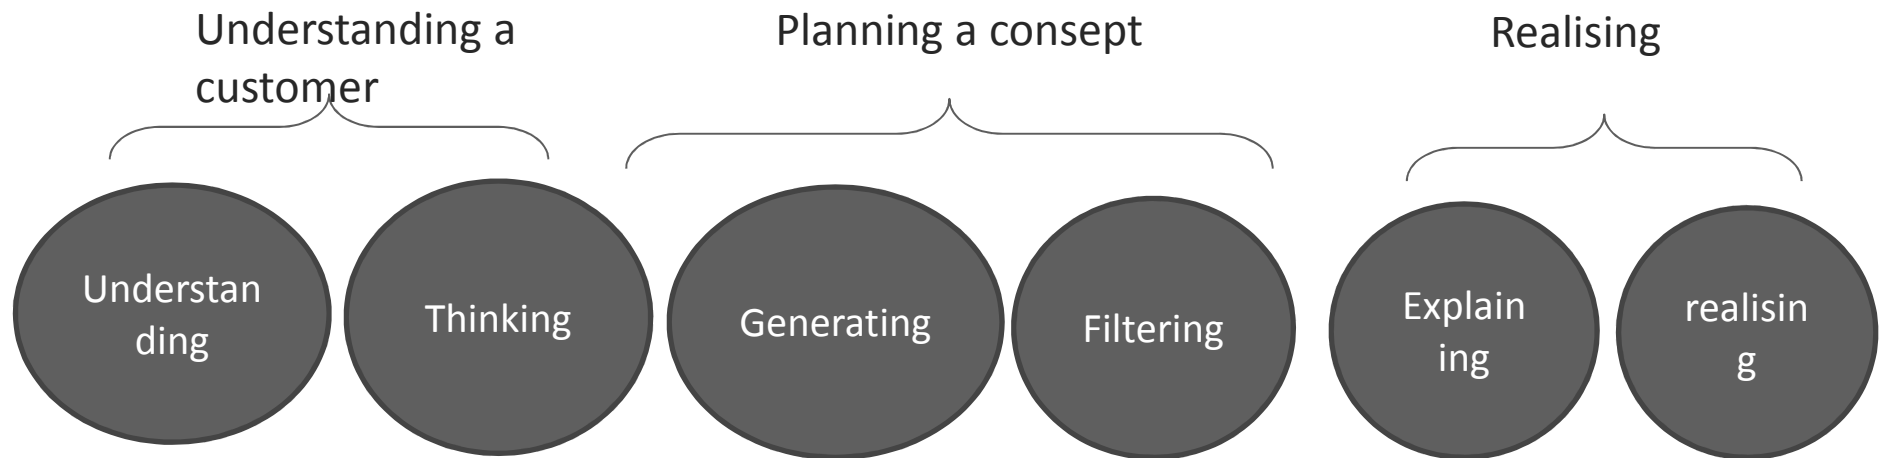 Understanding a
customer
Planning a consept
Realising
Understan
ding
Thinking
Generating
Filtering
Explain
ing
realisin
g